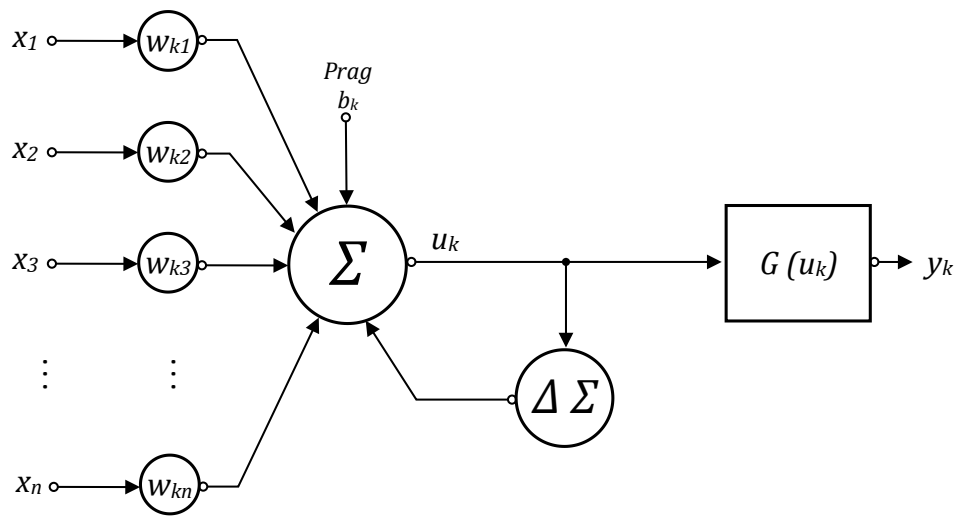 x1
wk1
Prag
bk
x2
wk2
x3
wk3
Σ
uk
G (uk)
yk
⋮
⋮
Δ Σ
xn
wkn